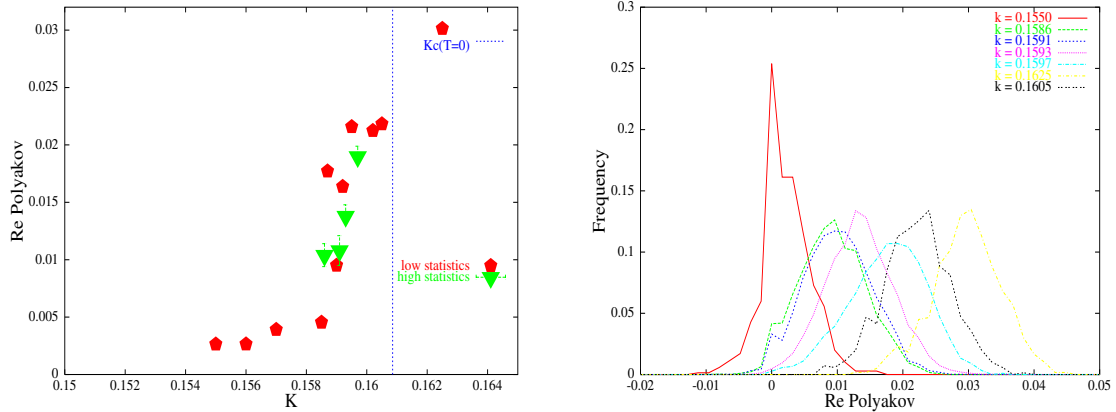 0.03
0.025
0.02
0.015
0.01
0.005
0
Re Polyakov
Kc(T=0)
low statistics
high statistics
0.15 0.152 0.154 0.156 0.158 0.16 0.162 0.164
K
0.3
0.25
0.2
0.15
0.1
0.05
0
Frequency
k = 0.1550
k = 0.1586
k = 0.1591
k = 0.1593
k = 0.1597
k = 0.1625
k = 0.1605
-0.02 -0.01 0 0.01 0.02 0.03 0.04 0.05
Re Polyakov